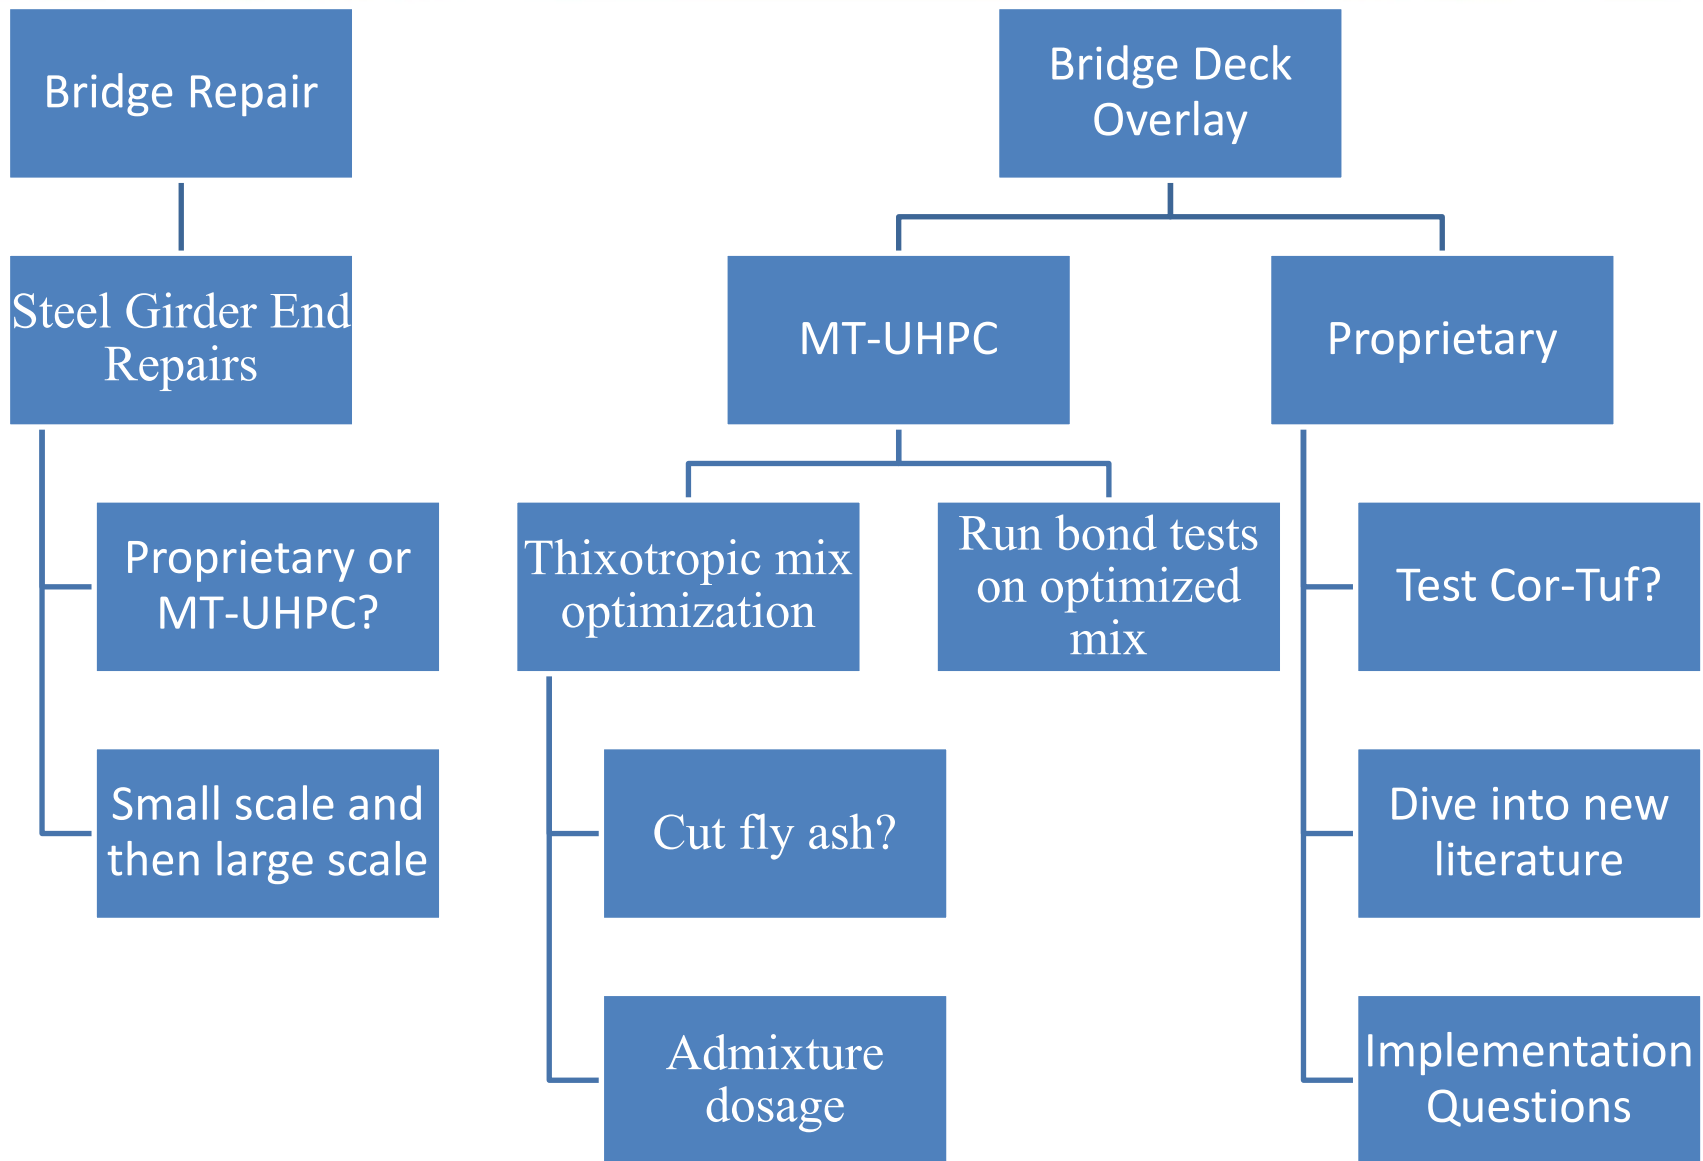 Bridge Repair
Bridge Deck
Overlay
Steel Girder End
Repairs
MT-UHPC
Proprietary
Proprietary or
MT-UHPC?
Thixotropic mix
optimization
Run bond tests
on optimized
mix
Test Cor-Tuf?
Small scale and
then large scale
Cut fly ash?
Dive into new
literature
Admixture
dosage
Implementation
Questions